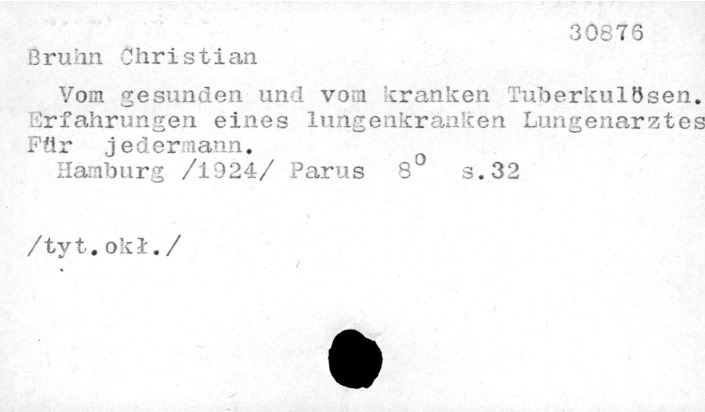 30876
Bruhn Christian
Vom gesunden und vom kranken Tuberkulösen.
Erfahrungen eines lungenkranken Lungenarztes
Für jedermann.
Hamburg /1924/ Parus 8° s.32
/tyt.okł./